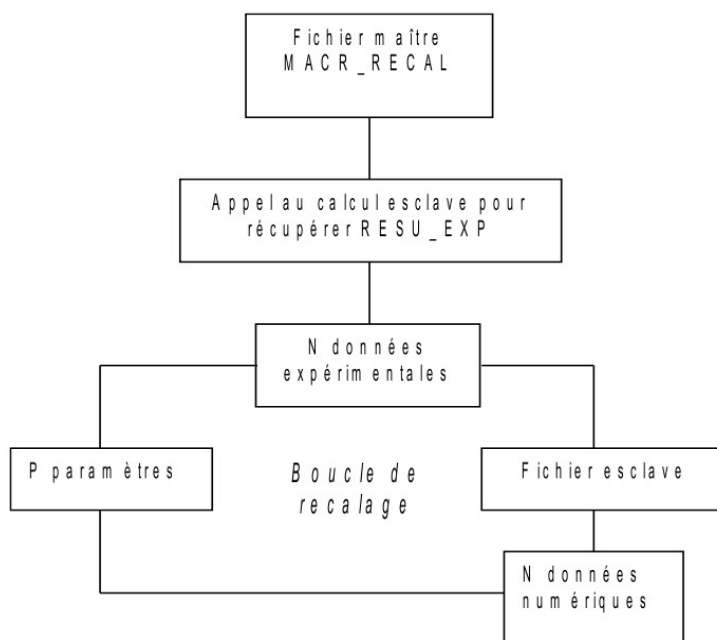 Fichier maître
MACR_RECAL
Appel au calcul esclave pour
récupérer RESU_EXP
N données
expérimentales
P paramètres
Boucle de
recalage
Fichier esclave
N données
numériques